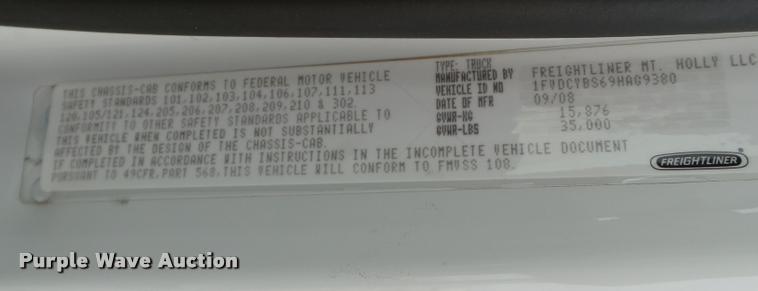 THIS CHASSIS-CAB CONFORMS TO FEDERAL MOTOR VEHICLE
SAFETY STANDARDS 101,102,103,104,106,107,111,113
120,105/121,124,205,206,207,208,209,210 & 302.
CONFORMITY TO OTHER SAFETY STANDARDS APPLICABLE TO
THIS VEHICLE WHEN COMPLETED IS NOT SUBSTANTIALLY
AFFECTED BY THE DESIGN OF THE CHASSIS-CAB.
IF COMPLETED IN ACCORDANCE WITH INSTRUCTIONS IN THE INCOMPLETE VEHICLE DOCUMENT
PURSUANT TO 49CFR,PART 568,THIS VEHICLE WILL CONFORM TO FMVSS 108.
TYPE: TRUCK
MANUFACTURED BY FREIGHTLINER MT. HOLLY LLC
VEHICLE ID NO 1FVDCYBS69HAG9380
DATE OF MFR 09/08
GVWR-KG 15,876
GVWR-LBS 35,000
FREIGHTLINER
Purple Wave Auction